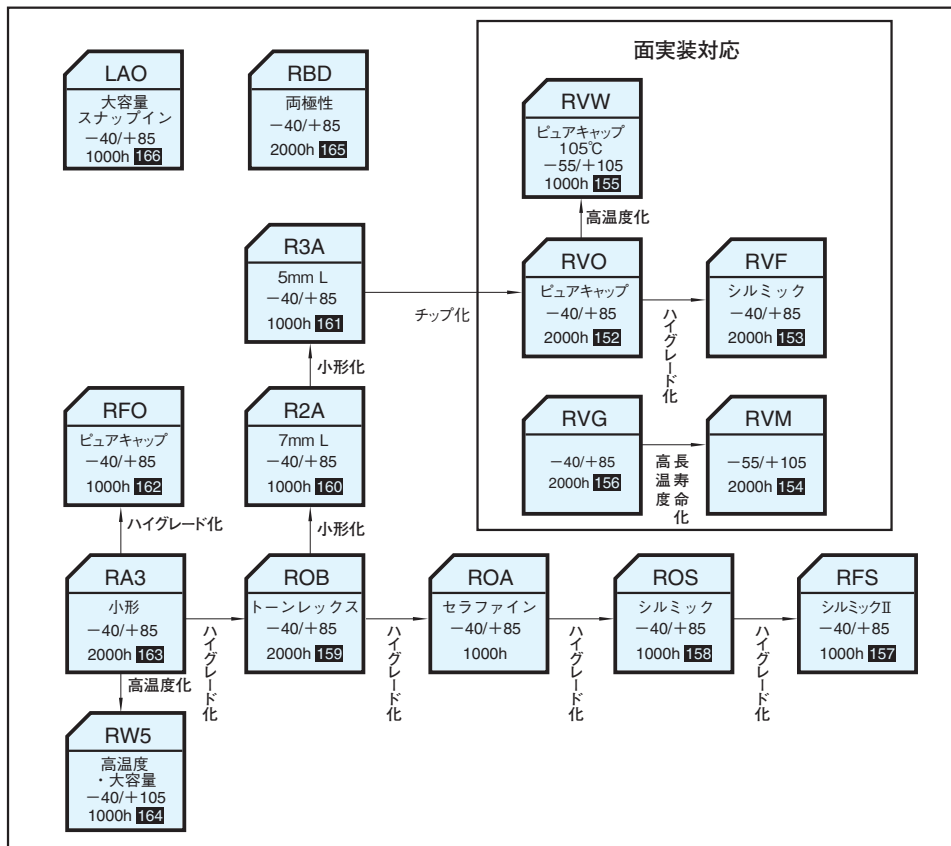 面実装対応
LAO
大容量
スナップイン
−40/+85
1000h 166
RBD
両極性
−40/+85
2000h 165
RVW
ピュアキャップ
105℃
−55/+105
1000h 155
高温度化
R3A
5mm L
−40/+85
1000h 161
チップ化
RVO
ピュアキャップ
−40/+85
2000h 152
ハイグレード化
RVF
シルミック
−40/+85
2000h 153
小形化
RFO
ピュアキャップ
−40/+85
1000h 162
R2A
7mm L
−40/+85
1000h 160
RVG
−40/+85
2000h 156
高温度
長寿命化
RVM
−55/+105
2000h 154
ハイグレード化
小形化
RA3
小形
−40/+85
2000h 163
ハイグレード化
ROB
トーンレックス
−40/+85
2000h 159
ハイグレード化
ROA
セラファイン
−40/+85
1000h
ハイグレード化
ROS
シルミック
−40/+85
1000h 158
ハイグレード化
RFS
シルミックII
−40/+85
1000h 157
高温度化
RW5
高温度
・大容量
−40/+105
1000h 164